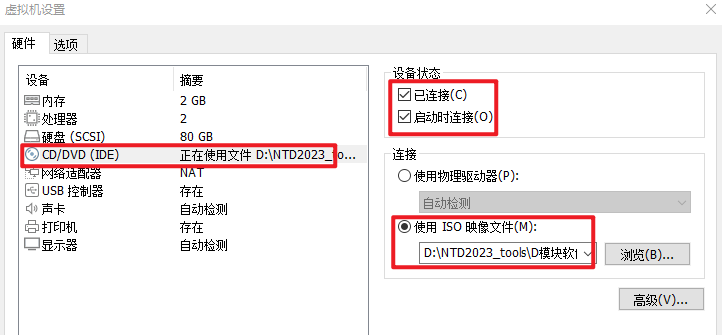 虚拟机设置
硬件 选项
设备 摘要
内存 2 GB
处理器 2
硬盘 (SCSI) 80 GB
CD/DVD (IDE) 正在使用文件 D:\NTD2023_to...
网络适配器 NAT
USB 控制器 存在
声卡 自动检测
打印机 存在
显示器 自动检测
设备状态
已连接(C)
启动时连接(O)
连接
使用物理驱动器(P):
自动检测
使用 ISO 映像文件(M):
D:\NTD2023_tools\D模块软
浏览(B)...
高级(V)...